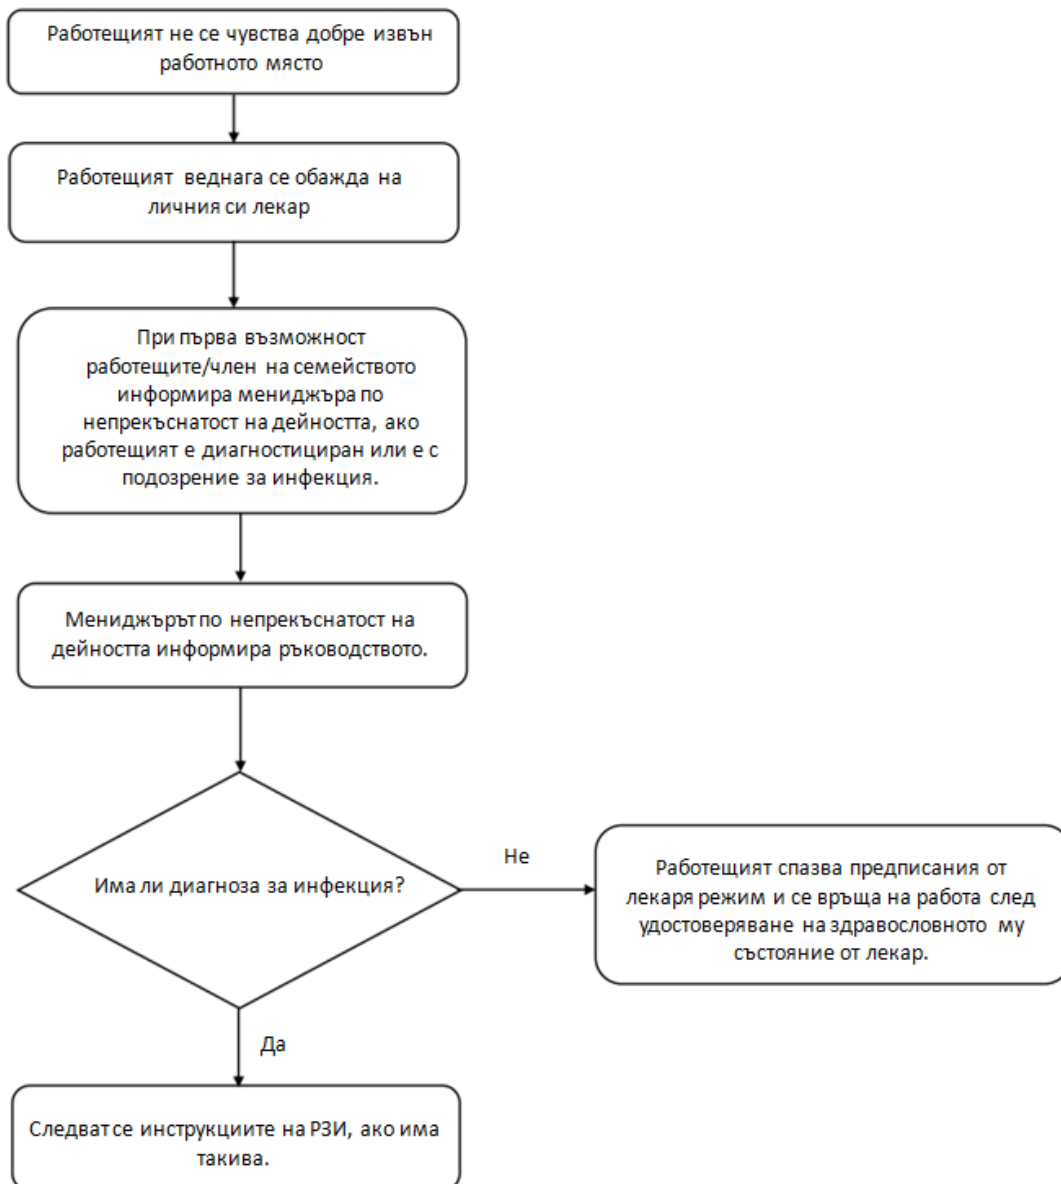 Работещият не се чувства добре извън
работното място
Работещият веднага се обажда на
личния си лекар
При първа възможност
работещите/член на семейството
информира мениджъра по
непрекъснатост на дейността, ако
работещият е диагностициран или е с
подозрение за инфекция.
Мениджърът по непрекъснатост на
дейността информира ръководството.
Има ли диагноза за инфекция?
Не
Работещият спазва предписания от
лекаря режим и се връща на работа след
удостоверяване на здравословното му
състояние от лекар.
Да
Следват се инструкциите на РЗИ, ако има
такива.